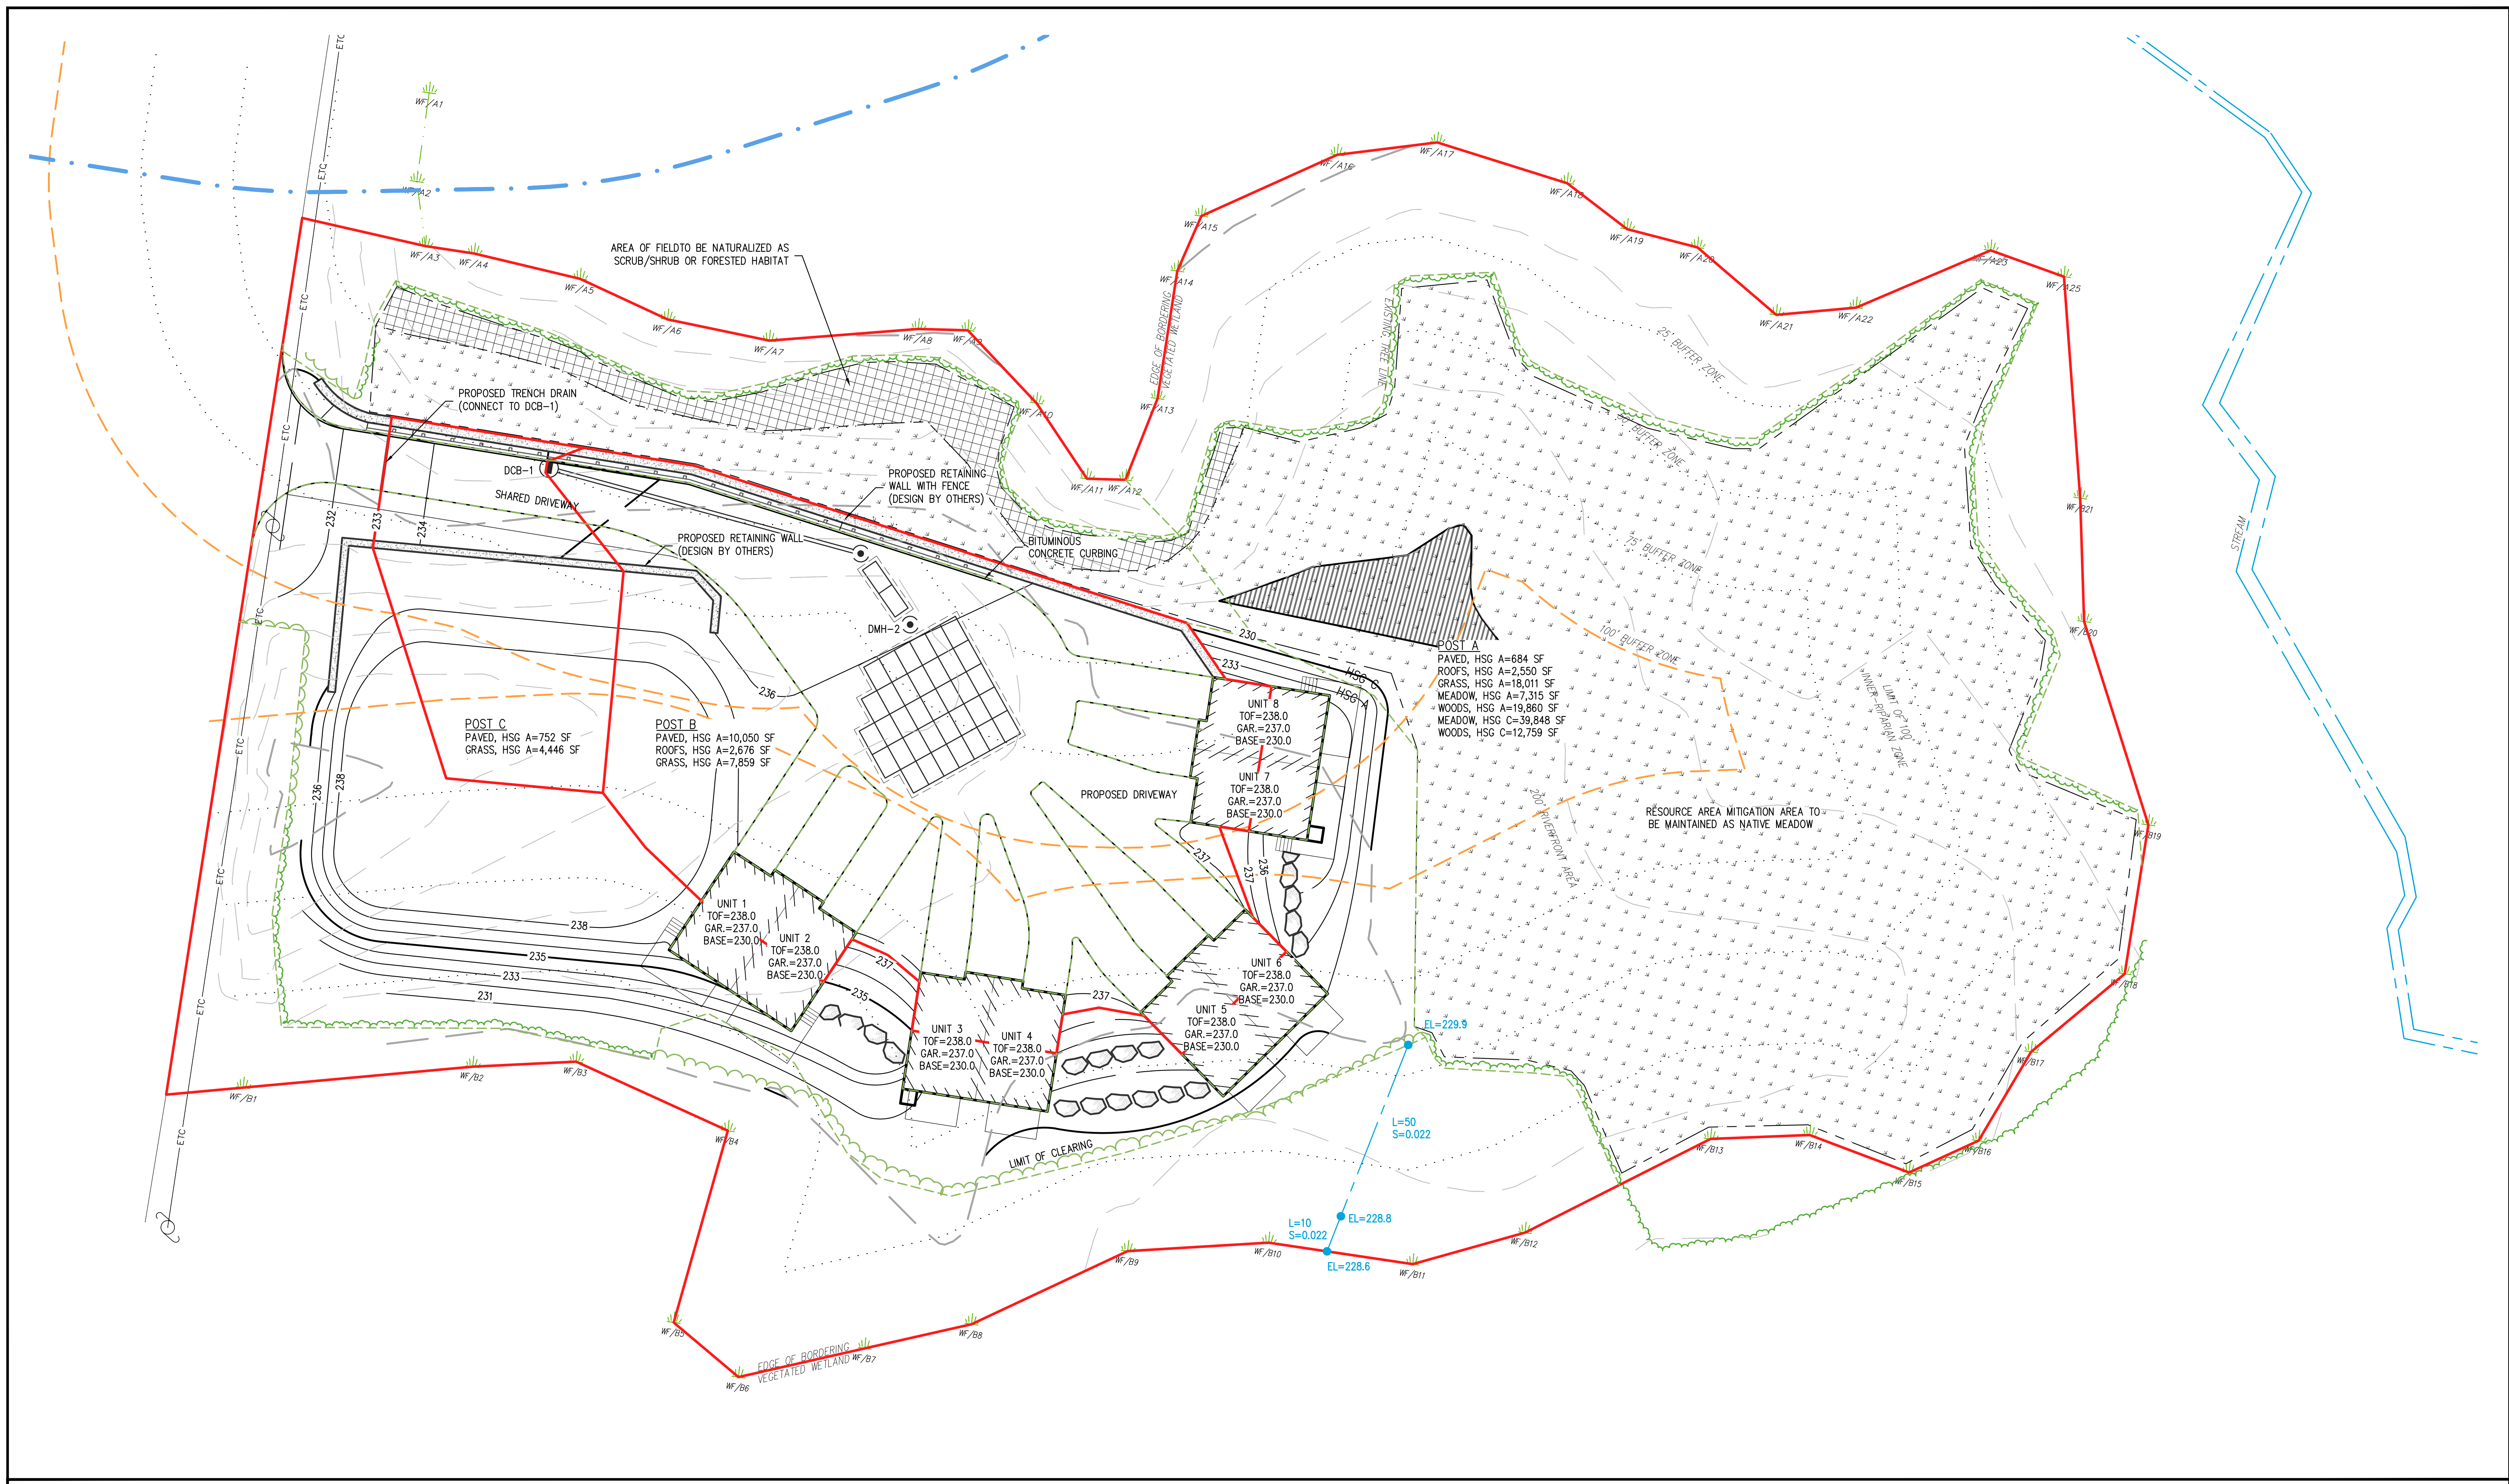 ETC
WF/A1
WF/A2
ETC
ETC
WF/A3
WF/A4
WF/A5
WF/A6
WF/A7
WF/A8
WF/A9
WF/A10
WF/A11
WF/A12
WF/A13
WF/A14
WF/A15
WF/A16
WF/A17
WF/A18
WF/A19
WF/A20
WF/A21
WF/A22
WF/A23
WF/A25
AREA OF FIELDTO BE NATURALIZED AS
SCRUB/SHRUB OR FORESTED HABITAT
EDGE OF BORDERING
VEGETATED WETLAND
EXISTING TREE LINE
25' BUFFER ZONE
BUFFER ZONE
75' BUFFER ZONE
100' BUFFER ZONE
STREAM
ETC
ETC
PROPOSED TRENCH DRAIN
(CONNECT TO DCB-1)
DCB-1
SHARED DRIVEWAY
PROPOSED RETAINING
WALL WITH FENCE
(DESIGN BY OTHERS)
232
233
234
PROPOSED RETAINING WALL
(DESIGN BY OTHERS)
BITUMINOUS
CONCRETE CURBING
DMH-2
230
233
HSG C
HSG A
236
POST A
PAVED, HSG A=684 SF
ROOFS, HSG A=2,550 SF
GRASS, HSG A=18,011 SF
MEADOW, HSG A=7,315 SF
WOODS, HSG A=19,860 SF
MEADOW, HSG C=39,848 SF
WOODS, HSG C=12,759 SF
LIMIT OF 100'
INNER-RIPARIAN ZONE
200' RIVERFRONT AREA
WF/B21
WF/B20
WF/B19
WF/B18
WF/B17
WF/B16
WF/B15
WF/B14
WF/B13
WF/B12
WF/B11
WF/B10
WF/B9
WF/B8
WF/B7
WF/B6
WF/B5
WF/B4
WF/B3
WF/B2
WF/B1
ETC
ETC
ETC
ETC
ETC
POST C
PAVED, HSG A=752 SF
GRASS, HSG A=4,446 SF
POST B
PAVED, HSG A=10,050 SF
ROOFS, HSG A=2,676 SF
GRASS, HSG A=7,859 SF
236
238
UNIT 8
TOF=238.0
GAR.=237.0
BASE=230.0
UNIT 7
TOF=238.0
GAR.=237.0
BASE=230.0
PROPOSED DRIVEWAY
RESOURCE AREA MITIGATION AREA TO
BE MAINTAINED AS NATIVE MEADOW
237
237
236
UNIT 1
TOF=238.0
GAR.=237.0
BASE=230.0
UNIT 2
TOF=238.0
GAR.=237.0
BASE=230.0
238
235
233
231
237
235
237
UNIT 3
TOF=238.0
GAR.=237.0
BASE=230.0
UNIT 4
TOF=238.0
GAR.=237.0
BASE=230.0
UNIT 6
TOF=238.0
GAR.=237.0
BASE=230.0
UNIT 5
TOF=238.0
GAR.=237.0
BASE=230.0
EL=229.9
L=50
S=0.022
LIMIT OF CLEARING
EL=228.8
L=10
S=0.022
EL=228.6
EDGE OF BORDERING
VEGETATED WETLAND